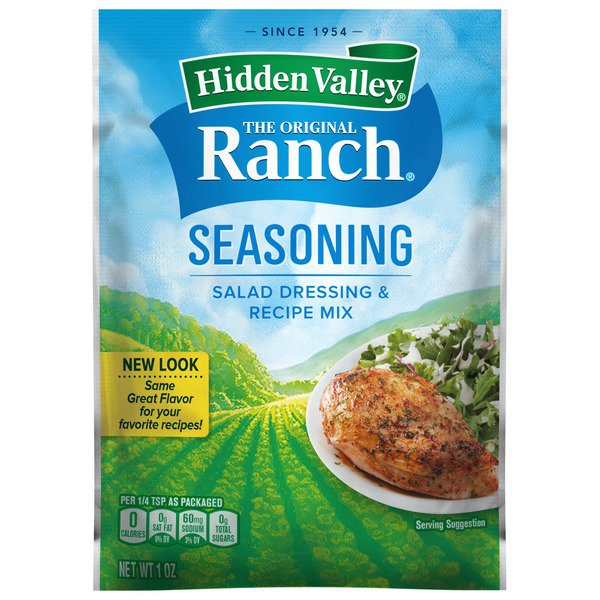 — SINCE 1954 —
Hidden Valley®
THE ORIGINAL
Ranch®
SEASONING
SALAD DRESSING &
RECIPE MIX
NEW LOOK
Same
Great Flavor
for your
favorite recipes!
PER 1/4 TSP. AS PACKAGED
0 CALORIES
0g SAT FAT 0% DV
60mg SODIUM 3% DV
0g TOTAL SUGARS
Serving Suggestion
NET WT 1 OZ